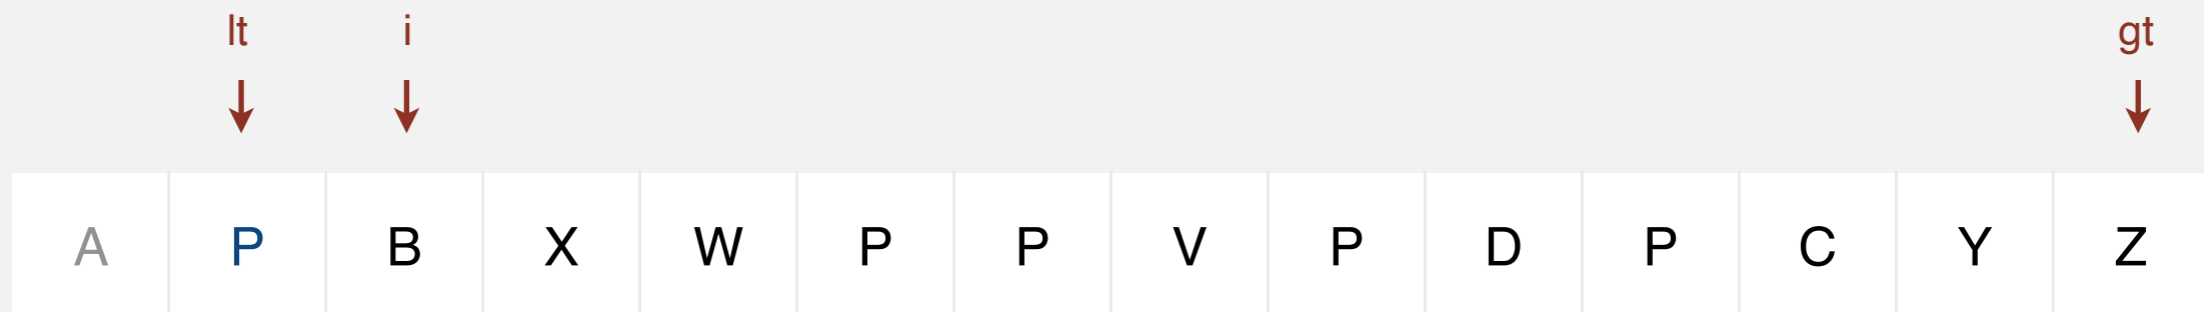 lt i gt
A P B X W P P V P D P C Y Z